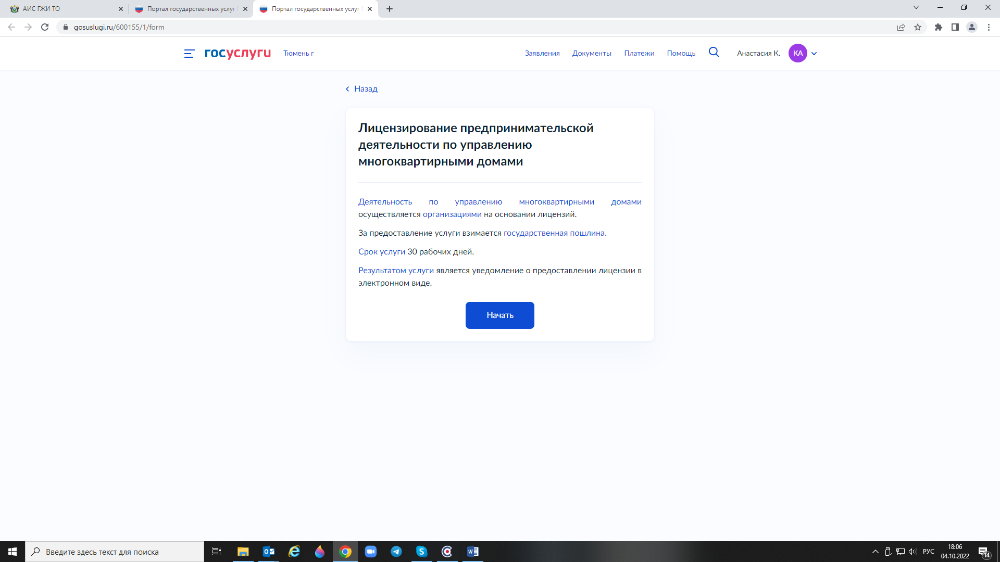 АИС ГЖИ ТО
Портал государственных услуг
Портал государственных услуг
gosuslugi.ru/600155/1/form
госуслуги
Тюмень г
Заявления
Документы
Платежи
Помощь
Анастасия К.
КА
Назад
Лицензирование предпринимательской
деятельности по управлению
многоквартирными домами
Деятельность по управлению многоквартирными домами
осуществляется организациями на основании лицензий.
За предоставление услуги взимается государственная пошлина.
Срок услуги 30 рабочих дней.
Результатом услуги является уведомление о предоставлении лицензии в
электронном виде.
Начать
Введите здесь текст для поиска
РУС
18:06
04.10.2022
14